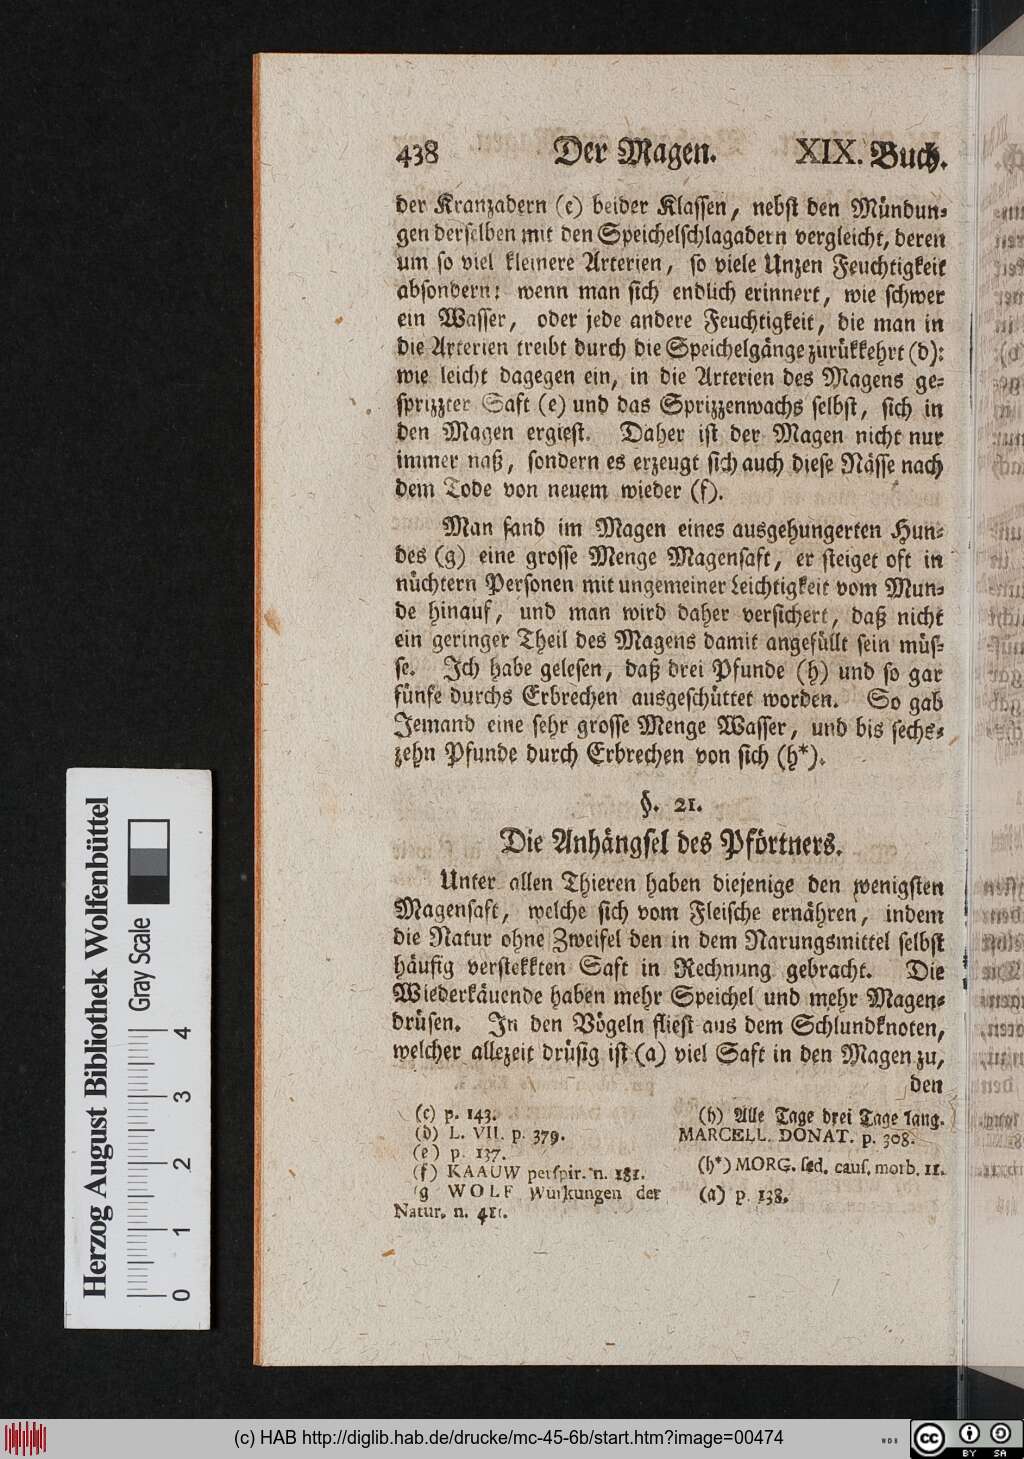 438 Der Magen. XIX. Buch.
der Kranzadern (c) beider Klassen, nebst den Mündun-
gen derselben mit den Speichelschlagadern vergleicht, deren
um so viel kleinere Arterien, so viele Unzen Feuchtigkeit
absondern: wenn man sich endlich erinnert, wie schwer
ein Wasser, oder jede andere Feuchtigkeit, die man in
die Arterien treibt durch die Speichelgänge zurükkehrt (d):
wie leicht dagegen ein, in die Arterien des Magens ge-
sprizzter Saft (e) und das Sprizzenwachs selbst, sich in
den Magen ergiest. Daher ist der Magen nicht nur
immer naß, sondern es erzeugt sich auch diese Nässe nach
dem Tode von neuem wieder (f).
Man fand im Magen eines ausgehungerten Hun-
des (g) eine grosse Menge Magensaft, er steiget oft in
nüchtern Personen mit ungemeiner Leichtigkeit vom Mun-
de hinauf, und man wird daher versichert, daß nicht
ein geringer Theil des Magens damit angefüllt sein müs-
se. Ich habe gelesen, daß drei Pfunde (h) und so gar
fünfe durchs Erbrechen ausgeschüttet worden. So gab
Jemand eine sehr grosse Menge Wasser, und bis sechs-
zehn Pfunde durch Erbrechen von sich (h*).
§. 21.
Die Anhängsel des Pförtners.
Unter allen Thieren haben diejenige den wenigsten
Magensaft, welche sich vom Fleische ernähren, indem
die Natur ohne Zweifel den in dem Narungsmittel selbst
häufig verstekkten Saft in Rechnung gebracht. Die
Wiederkäuende haben mehr Speichel und mehr Magen-
drüsen. In den Vögeln fliest aus dem Schlundknoten,
welcher allezeit drüsig ist (a) viel Saft in den Magen zu,
den
(c) p. 143.
(d) L. VII. p. 379.
(e) p. 137.
(f) KAAUW perspir. n. 181.
(g WOLF Würkungen der
Natur. n. 411.
(h) Alle Tage drei Tage lang.
MARCELL. DONAT. p. 308.
(h*) MORG. sed. caus. morb. 11.
(a) p. 138.
Herzog August Bibliothek Wolfenbüttel
Gray Scale
0 1 2 3 4
(c) HAB http://diglib.hab.de/drucke/mc-45-6b/start.htm?image=00474
WDB
cc BY SA